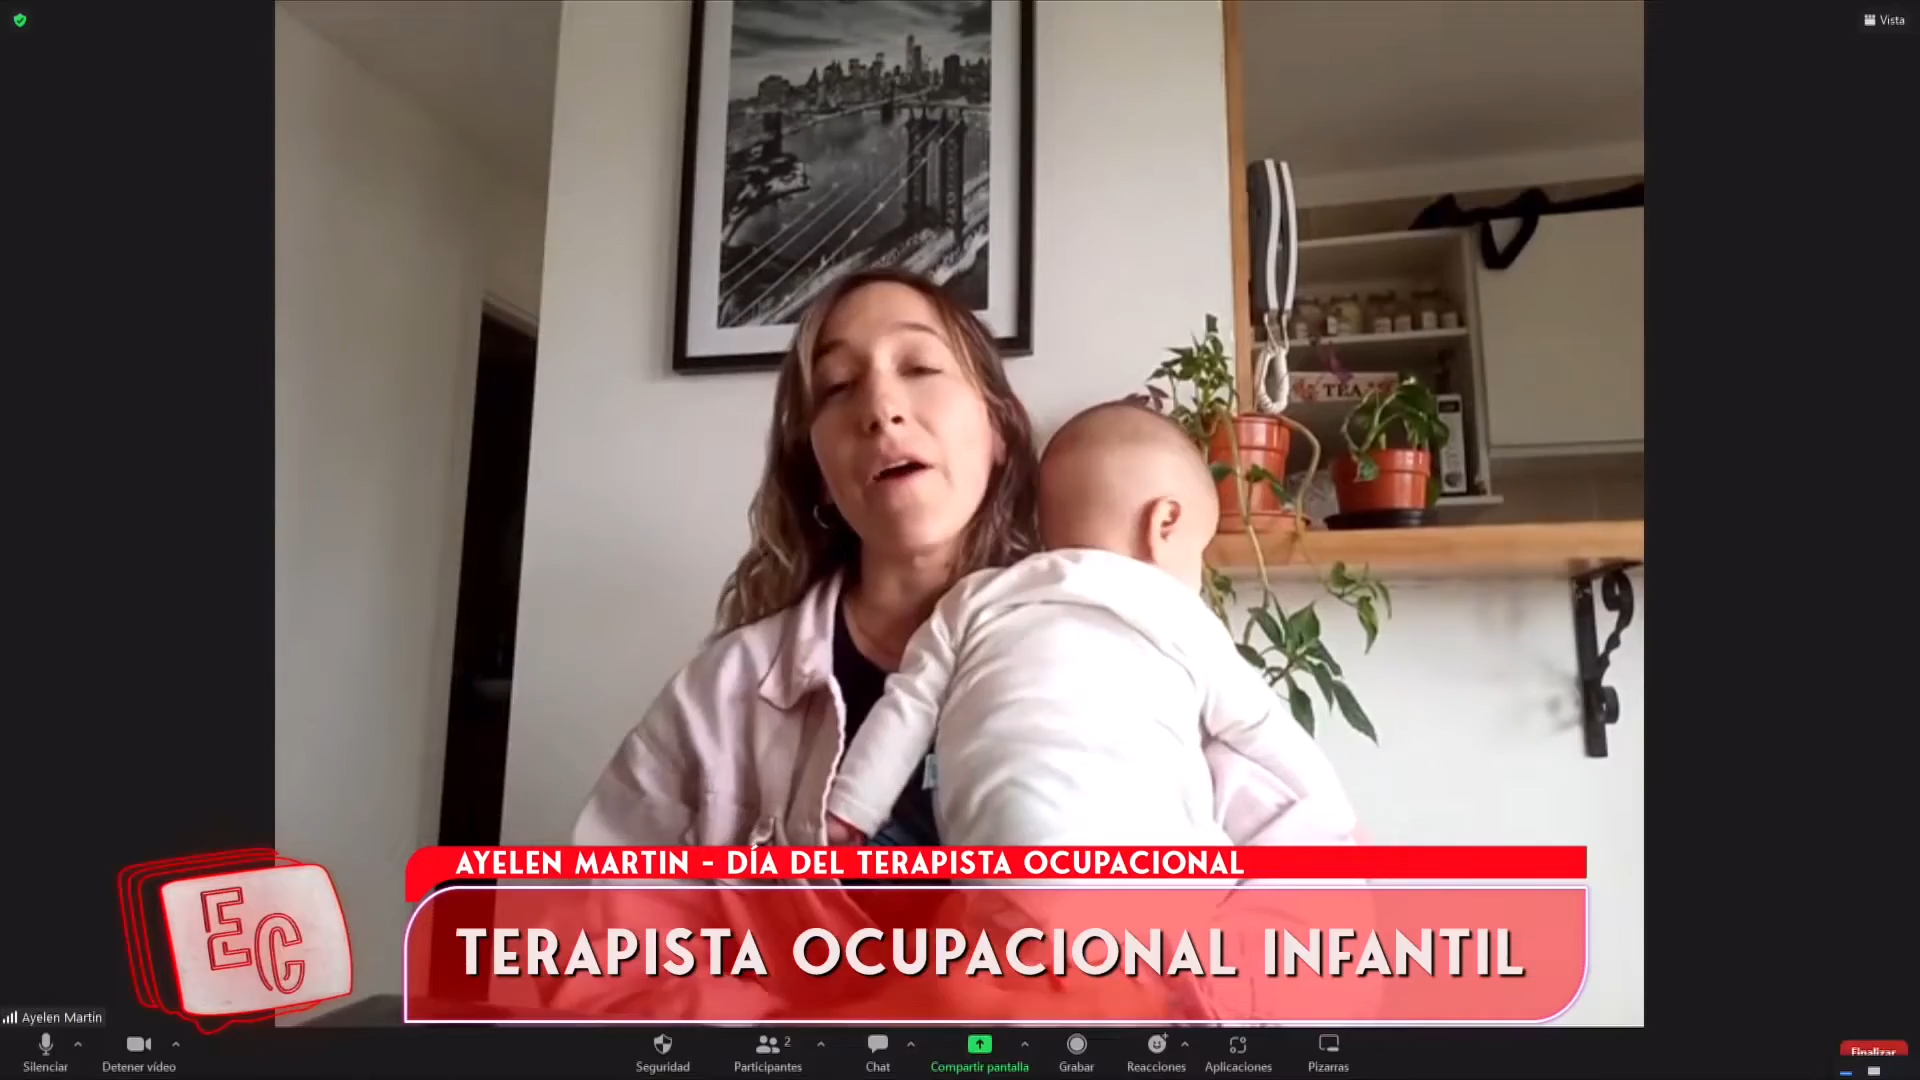 Vista
TEA
AYELEN MARTIN - DÍA DEL TERAPISTA OCUPACIONAL
TERAPISTA OCUPACIONAL INFANTIL
EC
Ayelen Martin
Silenciar
Detener vídeo
Seguridad
2
Participantes
Chat
Compartir pantalla
Grabar
Reacciones
Aplicaciones
Pizarras
Finalizar